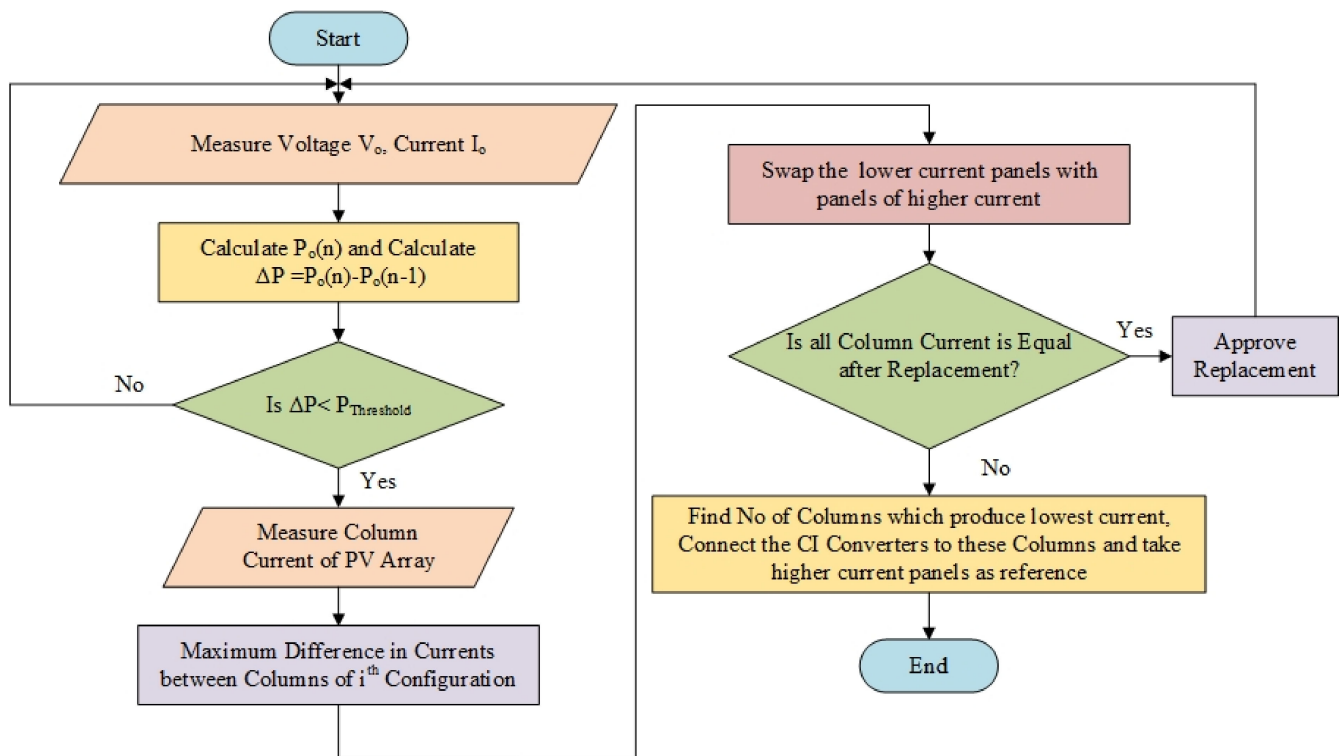 Start
Measure Voltage Vₒ, Current Iₒ
Calculate Pₒ(n) and Calculate
ΔP =Pₒ(n)-Pₒ(n-1)
No
Is ΔP< P_Threshold
Yes
Measure Column
Current of PV Array
Maximum Difference in Currents
between Columns of i^th Configuration
Swap the lower current panels with
panels of higher current
Is all Column Current is Equal
after Replacement?
Yes
Approve
Replacement
No
Find No of Columns which produce lowest current,
Connect the CI Converters to these Columns and take
higher current panels as reference
End